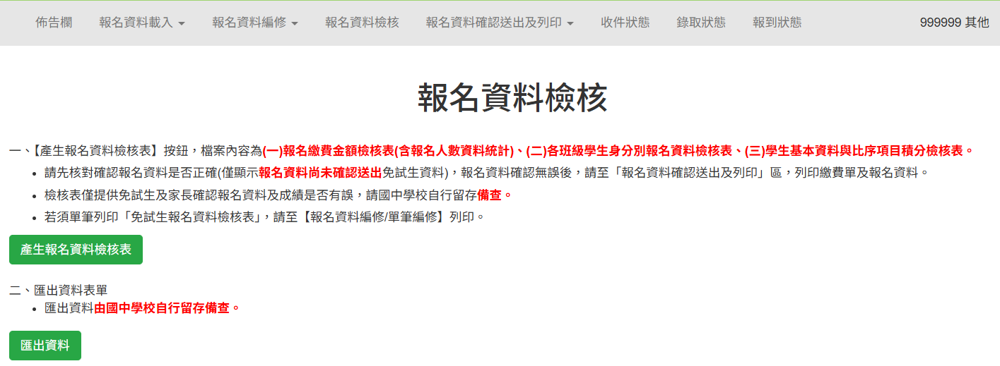 佈告欄 報名資料載入 報名資料編修 報名資料檢核 報名資料確認送出及列印 收件狀態 錄取狀態 報到狀態 999999 其他
報名資料檢核
一、【產生報名資料檢核表】按鈕，檔案內容為(一)報名繳費金額檢核表(含報名人數資料統計)、(二)各班級學生身分別報名資料檢核表、(三)學生基本資料與比序項目積分檢核表。
請先核對確認報名資料是否正確(僅顯示報名資料尚未確認送出免試生資料)，報名資料確認無誤後，請至「報名資料確認送出及列印」區，列印繳費單及報名資料。
檢核表僅提供免試生及家長確認報名資料及成績是否有誤，請國中學校自行留存備查。
若須單筆列印「免試生報名資料檢核表」，請至【報名資料編修/單筆編修】列印。
產生報名資料檢核表
二、匯出資料表單
匯出資料由國中學校自行留存備查。
匯出資料